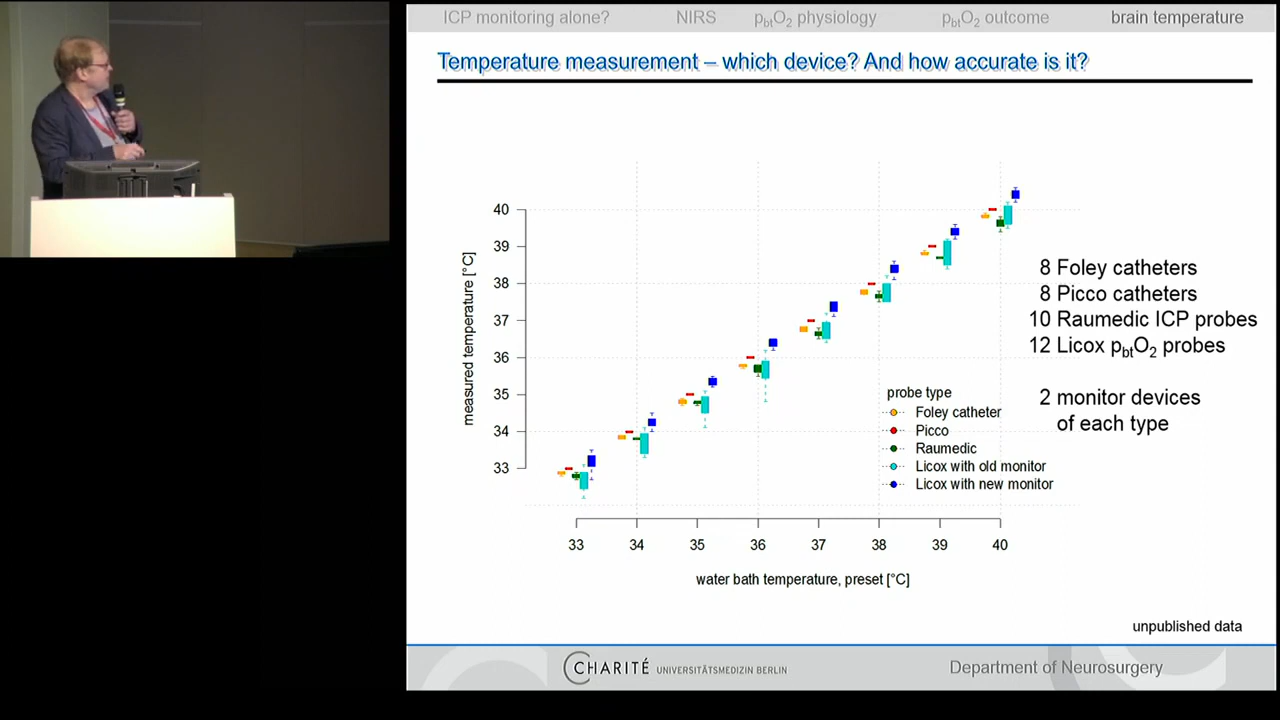 ICP monitoring alone? NIRS pbtO2 physiology pbtO2 outcome brain temperature
Temperature measurement – which device? And how accurate is it?
40
39
38
37
36
35
34
33
measured temperature [°C]
33 34 35 36 37 38 39 40
water bath temperature, preset [°C]
probe type
Foley catheter
Picco
Raumedic
Licox with old monitor
Licox with new monitor
8 Foley catheters
8 Picco catheters
10 Raumedic ICP probes
12 Licox pbtO2 probes
2 monitor devices
of each type
unpublished data
CHARITÉ UNIVERSITÄTSMEDIZIN BERLIN Department of Neurosurgery